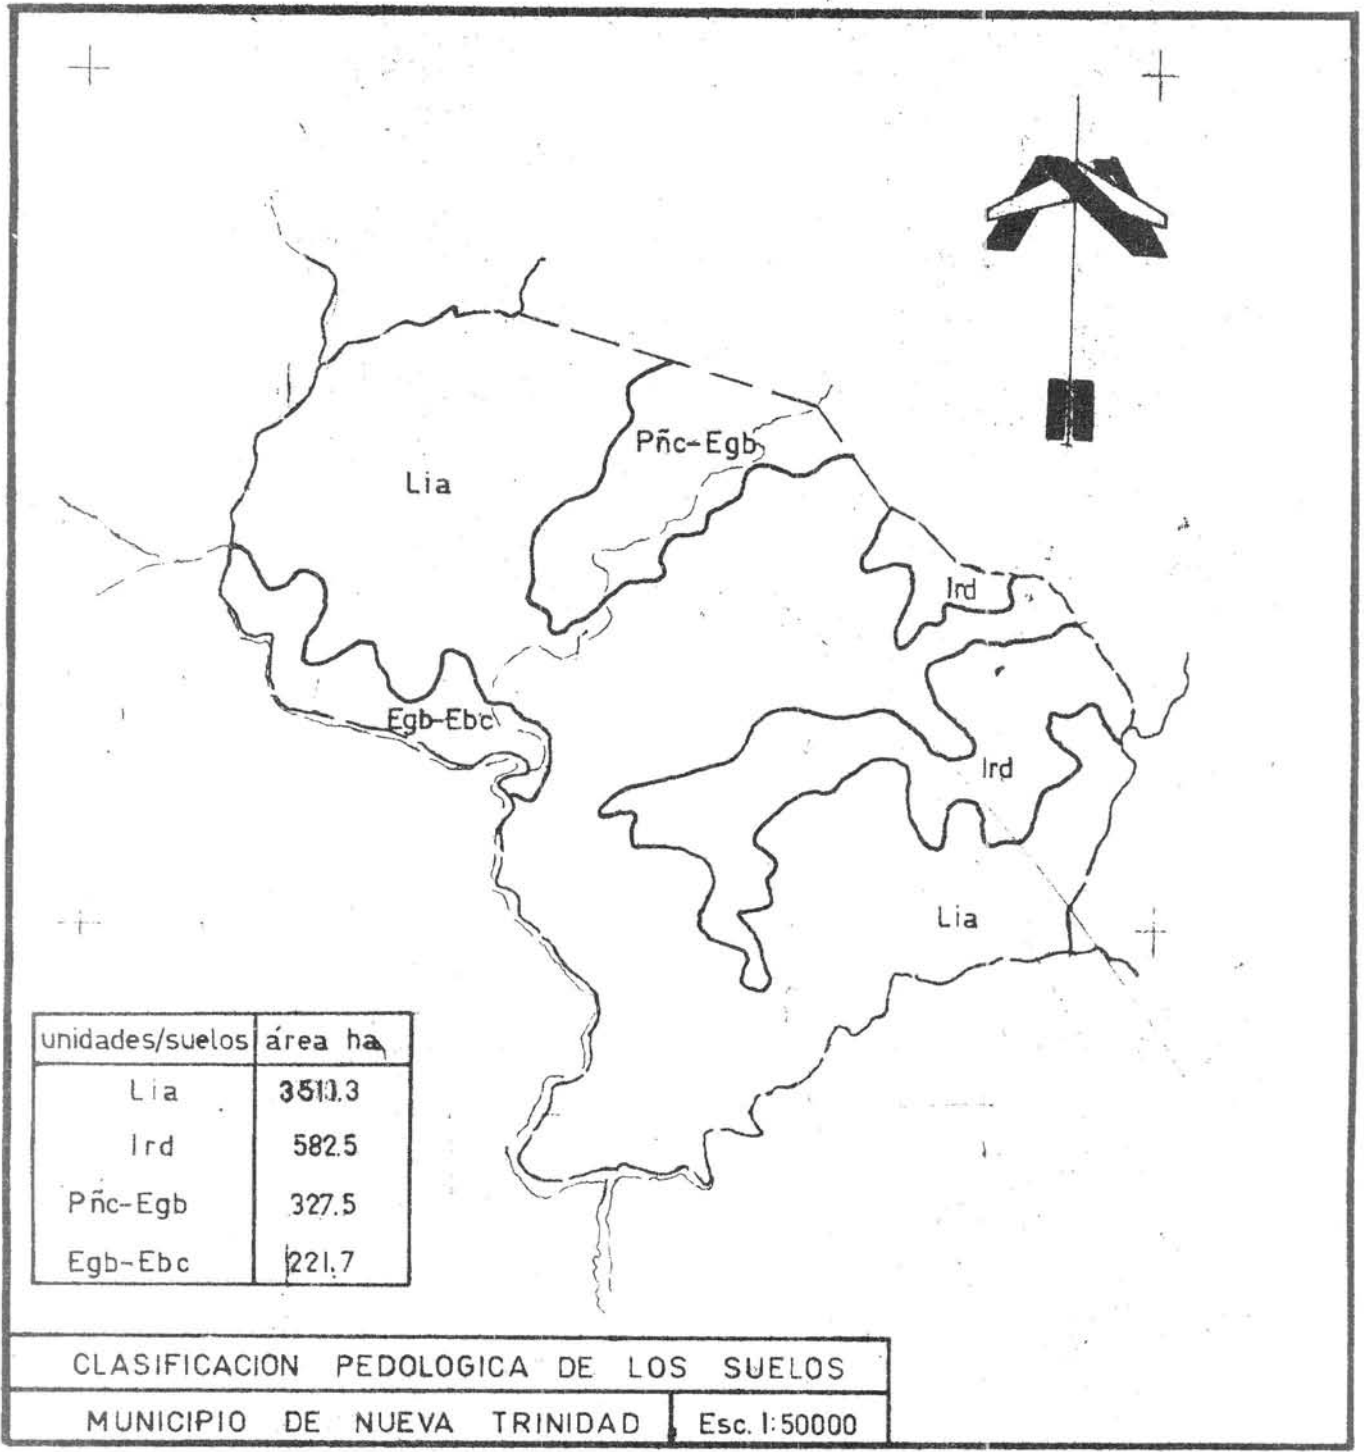 Pñc-Egb
Lia
Ird
Egb-Ebc
Ird
Lia
unidades/suelos área ha
Lia
Ird 582.5
Pñc-Egb 327.5
Egb-Ebc 221.7
CLASIFICACION PEDOLOGICA DE LOS SUELOS
MUNICIPIO DE NUEVA TRINIDAD Esc. 1:50000